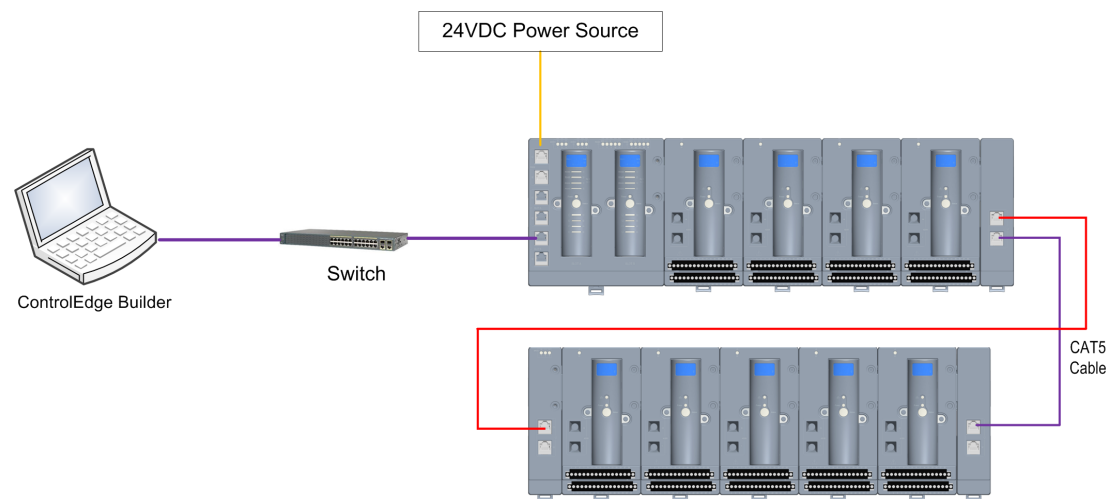 24VDC Power Source
Switch
ControlEdge Builder
CAT5
Cable